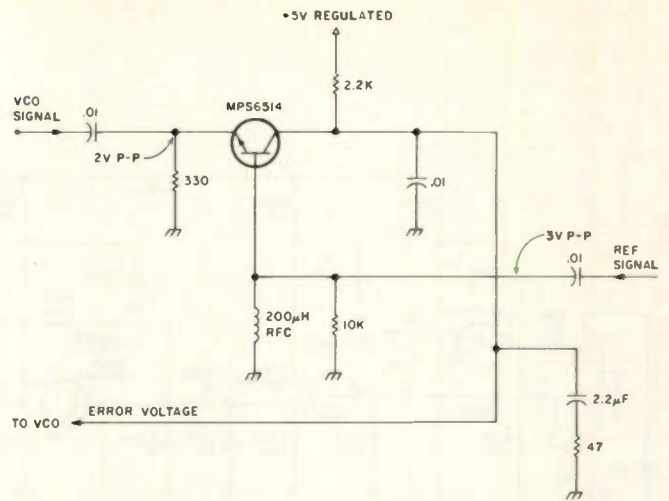 +5V REGULATED
2.2K
MPS6514
VCO
SIGNAL
.01
2V P-P
330
.01
3V P-P
.01
REF
SIGNAL
200μH
RFC
10K
2.2μF
47
TO VCO
ERROR VOLTAGE